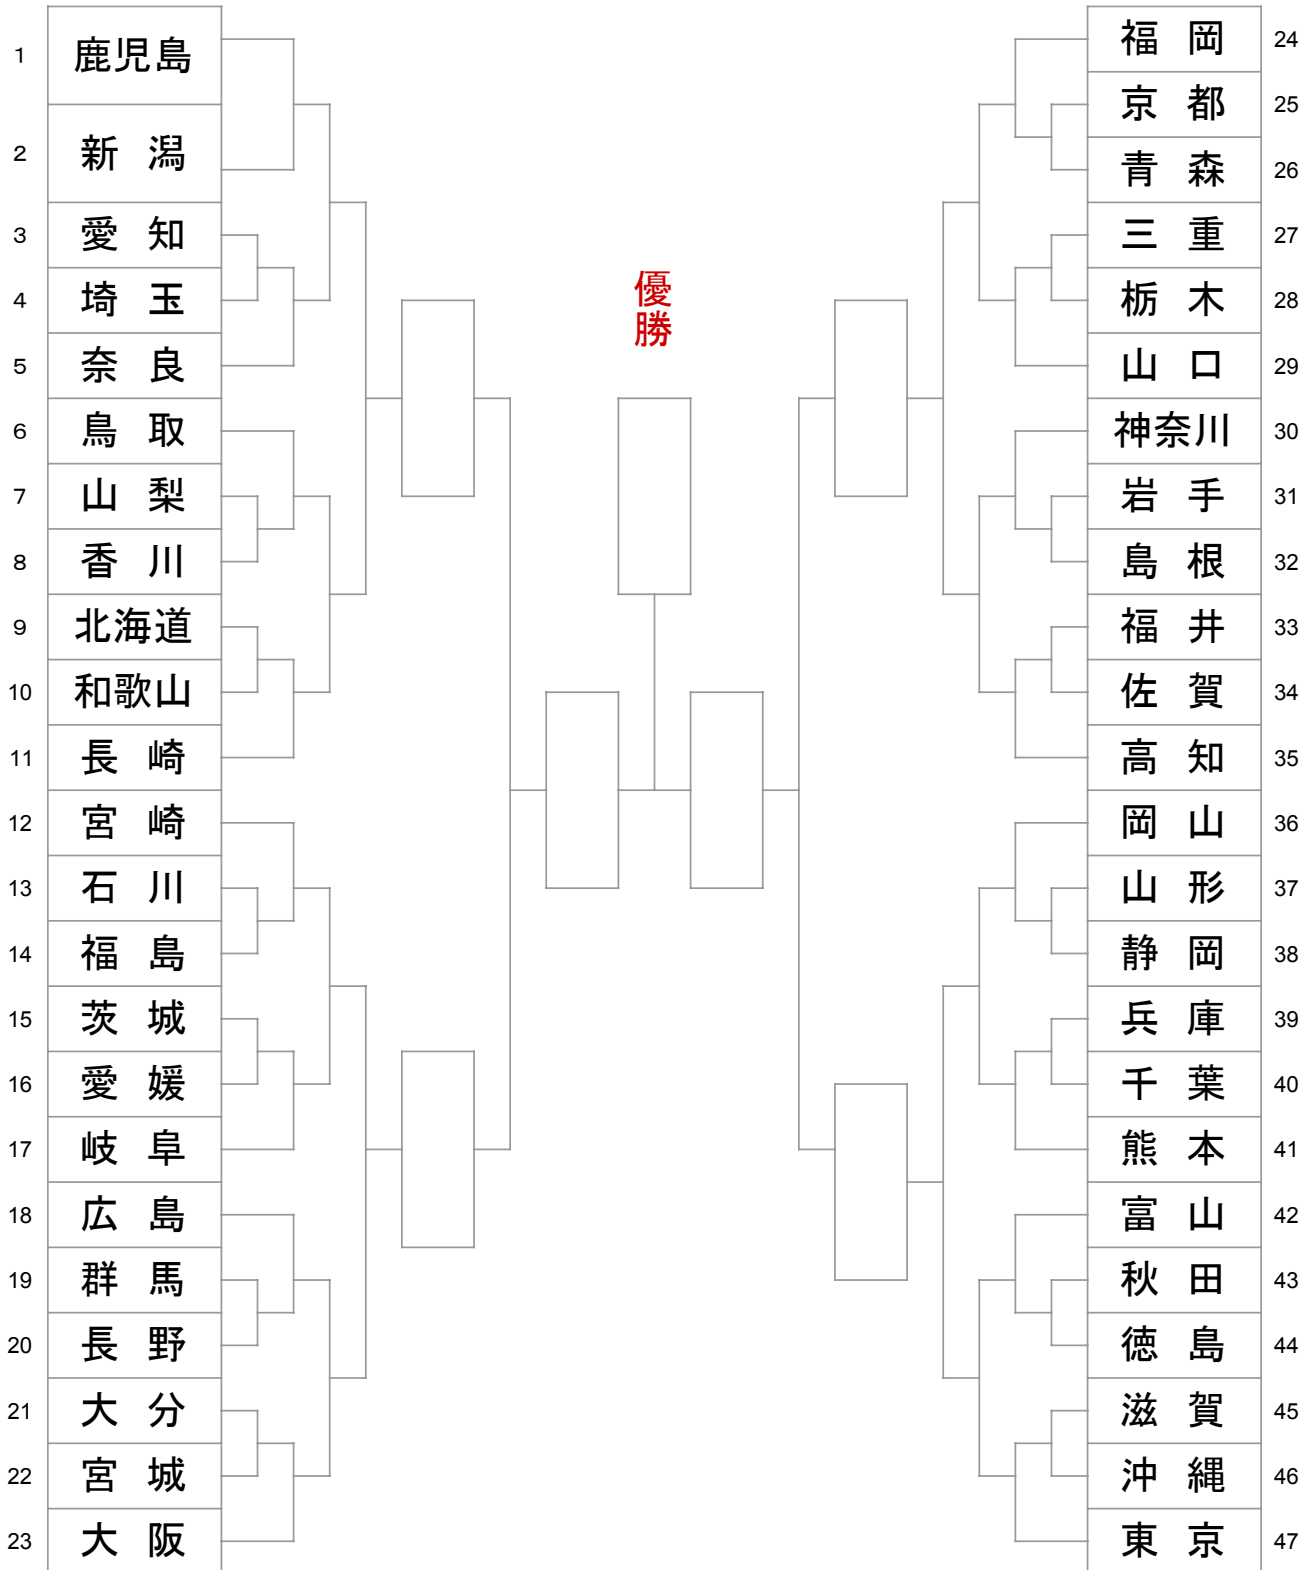 1 鹿児島
2 新潟
3 愛知
4 埼玉
5 奈良
6 鳥取
7 山梨
8 香川
9 北海道
10 和歌山
11 長崎
12 宮崎
13 石川
14 福島
15 茨城
16 愛媛
17 岐阜
18 広島
19 群馬
20 長野
21 大分
22 宮城
23 大阪
優勝
福岡 24
京都 25
青森 26
三重 27
栃木 28
山口 29
神奈川 30
岩手 31
島根 32
福井 33
佐賀 34
高知 35
岡山 36
山形 37
静岡 38
兵庫 39
千葉 40
熊本 41
富山 42
秋田 43
徳島 44
滋賀 45
沖縄 46
東京 47